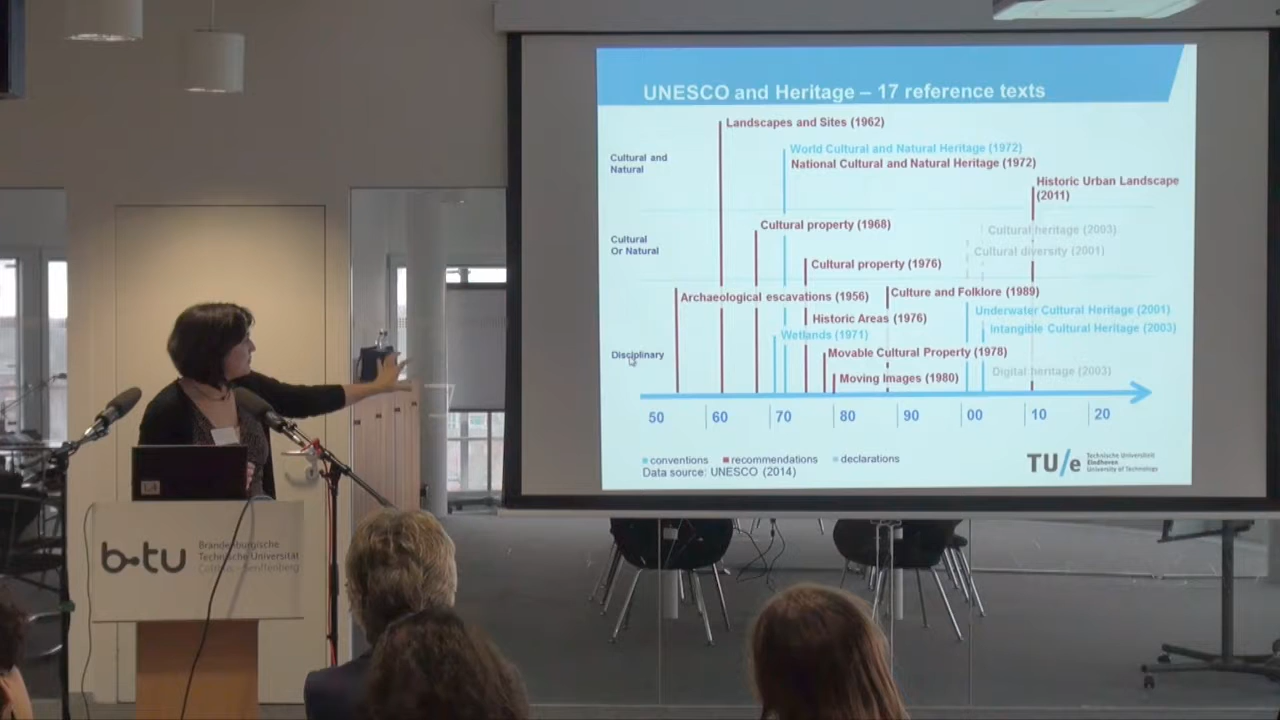 UNESCO and Heritage – 17 reference texts
Landscapes and Sites (1962)
Cultural and
Natural
World Cultural and Natural Heritage (1972)
National Cultural and Natural Heritage (1972)
Historic Urban Landscape
(2011)
Cultural property (1968)
Cultural heritage (2003)
Cultural
Or Natural
Cultural diversity (2001)
Cultural property (1976)
Archaeological escavations (1956)
Culture and Folklore (1989)
Historic Areas (1976)
Underwater Cultural Heritage (2001)
Intangible Cultural Heritage (2003)
Wetlands (1971)
Disciplinary
Movable Cultural Property (1978)
Digital heritage (2003)
Moving Images (1980)
50 60 70 80 90 00 10 20
conventions recommendations declarations
Data source: UNESCO (2014)
TU/e
Technische Universiteit
Eindhoven
University of Technology
b-tu
Brandenburgische
Technische Universität
Cottbus - Senftenberg